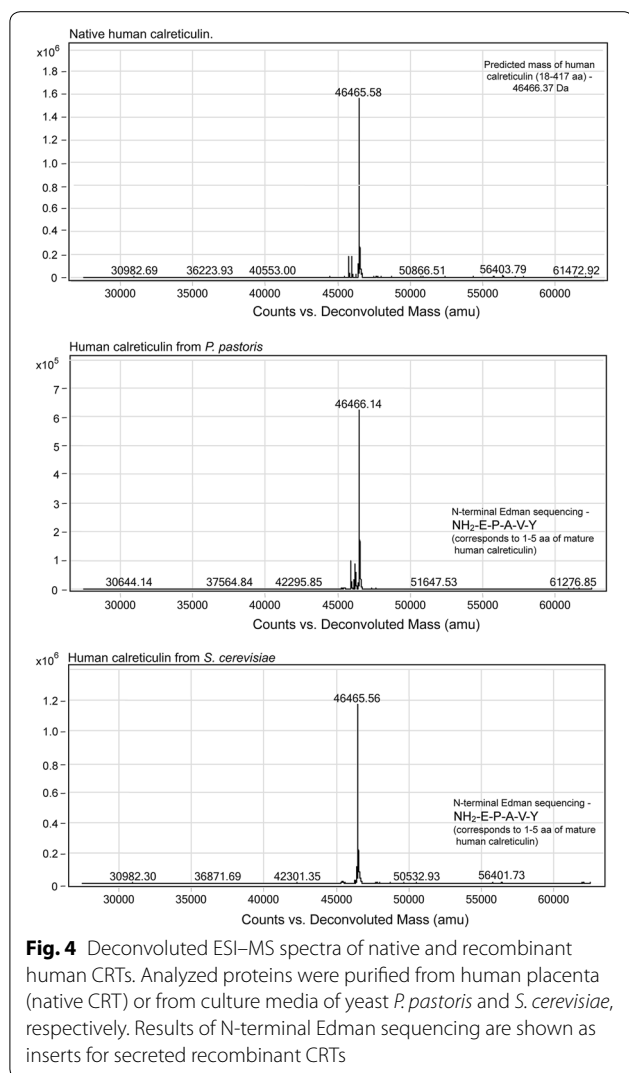 Native human calreticulin.
x10⁶
Predicted mass of human
calreticulin (18-417 aa) -
46466.37 Da
46465.58
1.8
1.6
1.4
1.2
1.0
0.8
0.6
0.4
0.2
0
30982.69 36223.93 40553.00 50866.51 56403.79 61472.92
30000 35000 40000 45000 50000 55000 60000
Counts vs. Deconvoluted Mass (amu)
Human calreticulin from P. pastoris
x10⁵
46466.14
7
6
5
4
3
2
1
0
N-terminal Edman sequencing -
NH₂-E-P-A-V-Y
(corresponds to 1-5 aa of mature
human calreticulin)
30644.14 37564.84 42295.85 51647.53 61276.85
30000 35000 40000 45000 50000 55000 60000
Counts vs. Deconvoluted Mass (amu)
x10⁶ Human calreticulin from S. cerevisiae
46465.56
1.2
1.0
0.8
0.6
0.4
0.2
0
N-terminal Edman sequencing -
NH₂-E-P-A-V-Y
(corresponds to 1-5 aa of mature
human calreticulin)
30982.30 36871.69 42301.35 50532.93 56401.73
30000 35000 40000 45000 50000 55000 60000
Counts vs. Deconvoluted Mass (amu)
Fig. 4 Deconvoluted ESI–MS spectra of native and recombinant
human CRTs. Analyzed proteins were purified from human placenta
(native CRT) or from culture media of yeast P. pastoris and S. cerevisiae,
respectively. Results of N-terminal Edman sequencing are shown as
inserts for secreted recombinant CRTs